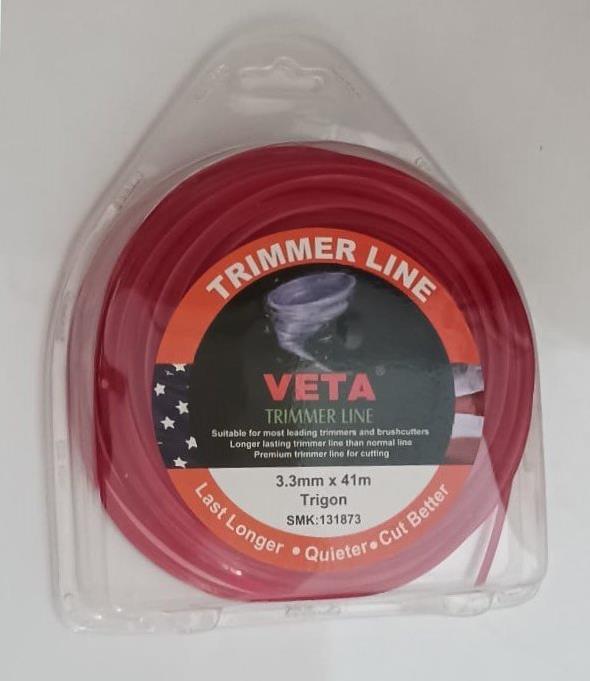 TRIMMER LINE
VETA®
TRIMMER LINE
Suitable for most leading trimmers and brushcutters
Longer lasting trimmer line than normal line
Premium trimmer line for cutting
3.3mm x 41m
Trigon
SMK:131873
Last Longer • Quieter • Cut Better